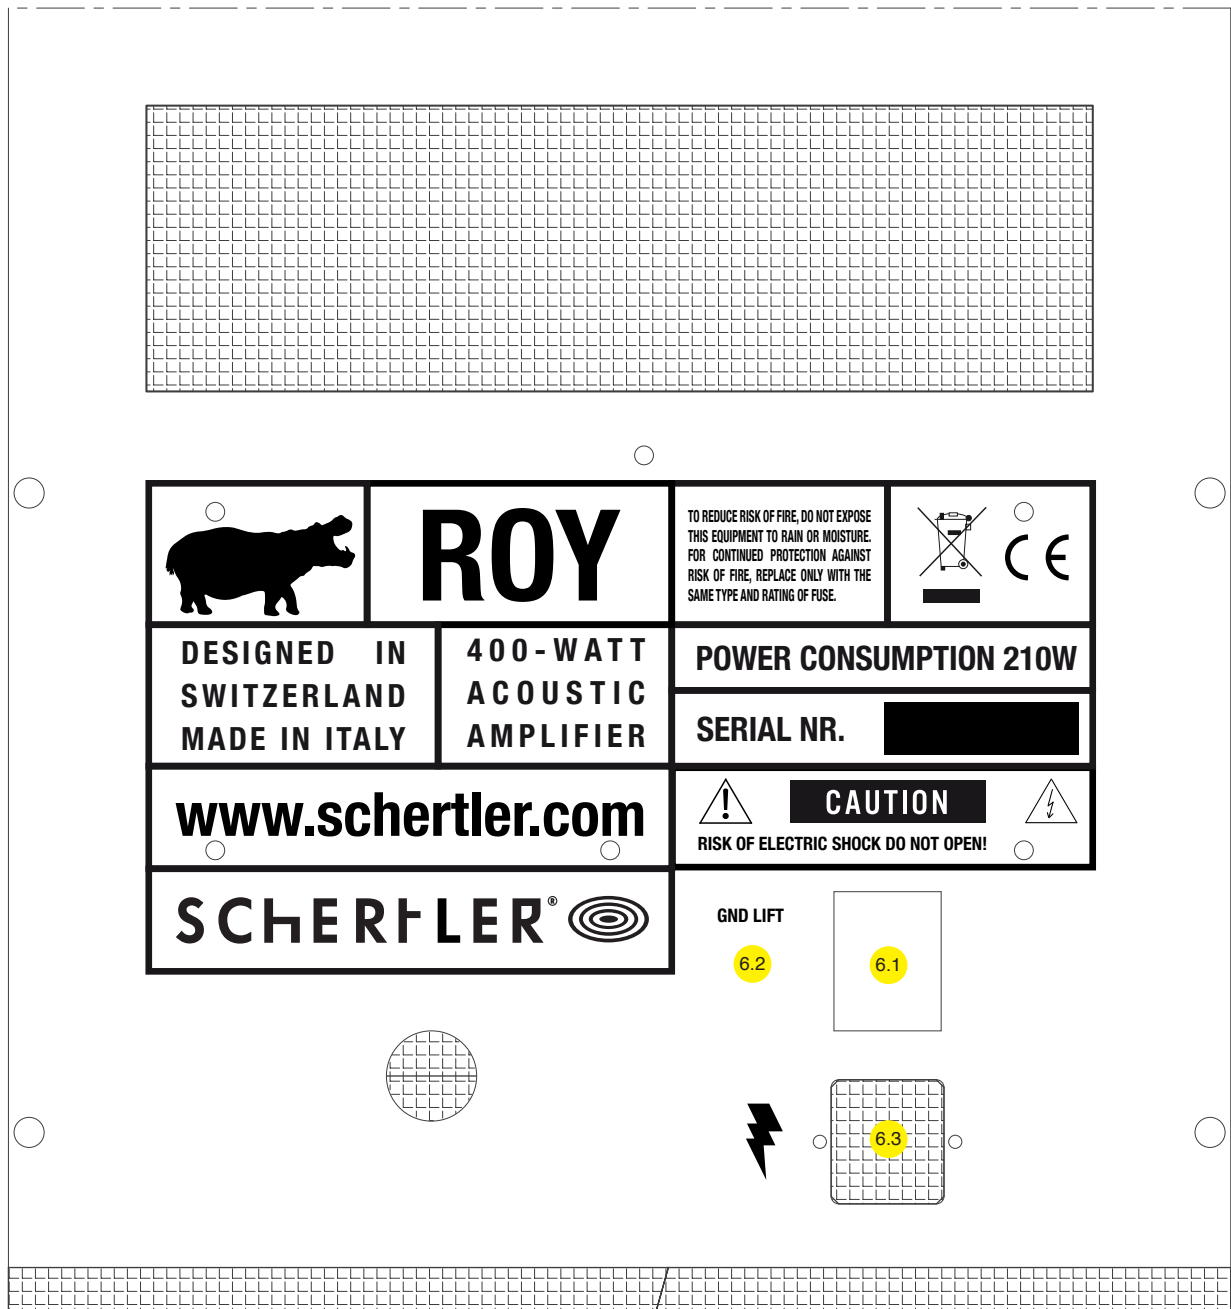 ROY
TO REDUCE RISK OF FIRE, DO NOT EXPOSE
THIS EQUIPMENT TO RAIN OR MOISTURE.
FOR CONTINUED PROTECTION AGAINST
RISK OF FIRE, REPLACE ONLY WITH THE
SAME TYPE AND RATING OF FUSE.
CE
DESIGNED IN
SWITZERLAND
MADE IN ITALY
400-WATT
ACOUSTIC
AMPLIFIER
POWER CONSUMPTION 210W
SERIAL NR.
www.schertler.com
CAUTION
RISK OF ELECTRIC SHOCK DO NOT OPEN!
SCHERTLER®
GND LIFT
6.2
6.1
6.3